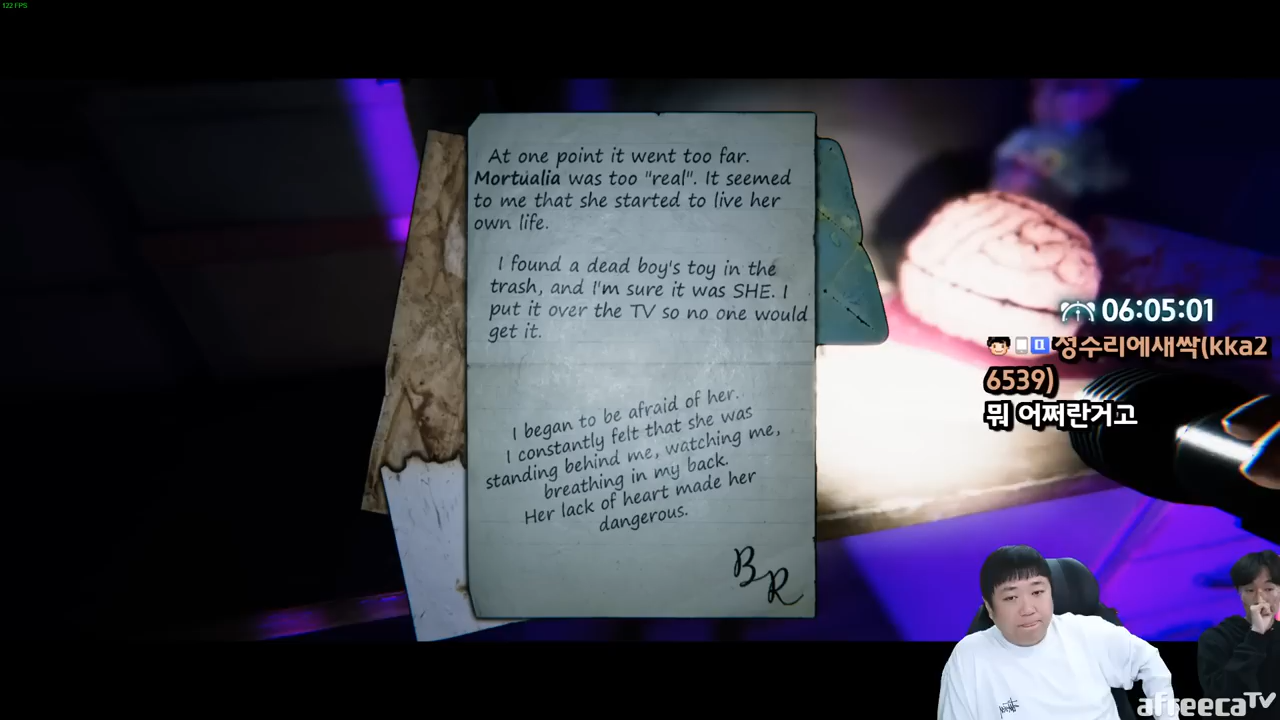 122 FPS
At one point it went too far.
Mortualia was too "real". It seemed
to me that she started to live her
own life.
I found a dead boy's toy in the
trash, and I'm sure it was SHE. I
put it over the TV so no one would
get it.
I began to be afraid of her.
I constantly felt that she was
standing behind me, watching me,
breathing in my back.
Her lack of heart made her
dangerous.
BR
06:05:01
정수리에새싹(kka2
6539)
뭐 어쩌란거고
afreecaTV